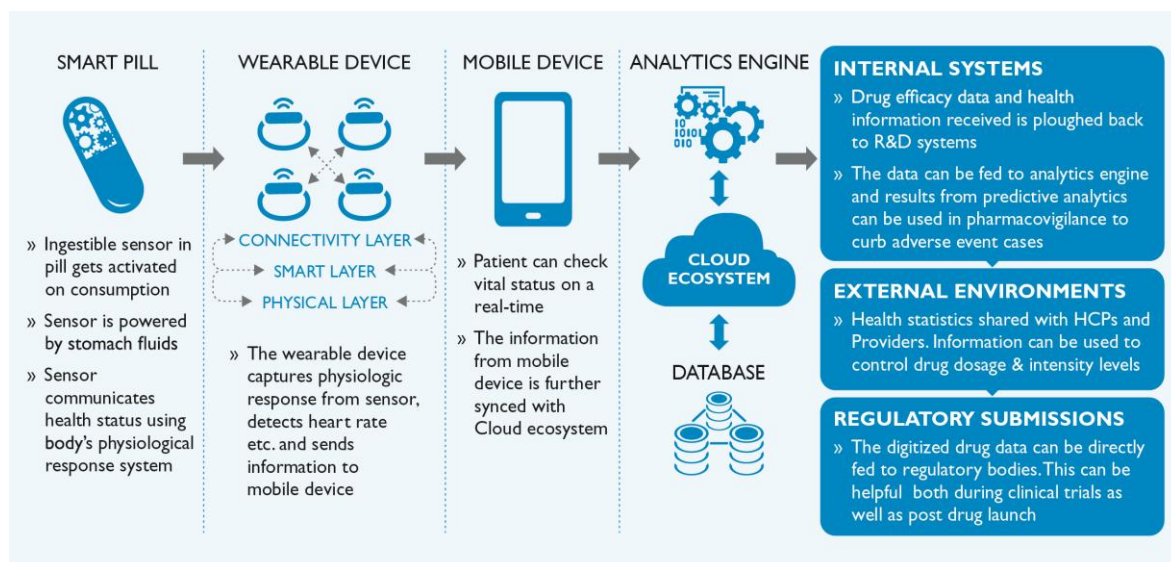 SMART PILL
» Ingestible sensor in
pill gets activated
on consumption
» Sensor is powered
by stomach fluids
» Sensor
communicates
health status using
body's physiological
response system
WEARABLE DEVICE
CONNECTIVITY LAYER
SMART LAYER
PHYSICAL LAYER
» The wearable device
captures physiologic
response from sensor,
detects heart rate
etc. and sends
information to
mobile device
MOBILE DEVICE
» Patient can check
vital status on a
real-time
» The information
from mobile
device is further
synced with
Cloud ecosystem
ANALYTICS ENGINE
10
10101
010
CLOUD
ECOSYSTEM
DATABASE
INTERNAL SYSTEMS
» Drug efficacy data and health
information received is ploughed back
to R&D systems
» The data can be fed to analytics engine
and results from predictive analytics
can be used in pharmacovigilance to
curb adverse event cases
EXTERNAL ENVIRONMENTS
» Health statistics shared with HCPs and
Providers. Information can be used to
control drug dosage & intensity levels
REGULATORY SUBMISSIONS
» The digitized drug data can be directly
fed to regulatory bodies. This can be
helpful both during clinical trials as
well as post drug launch